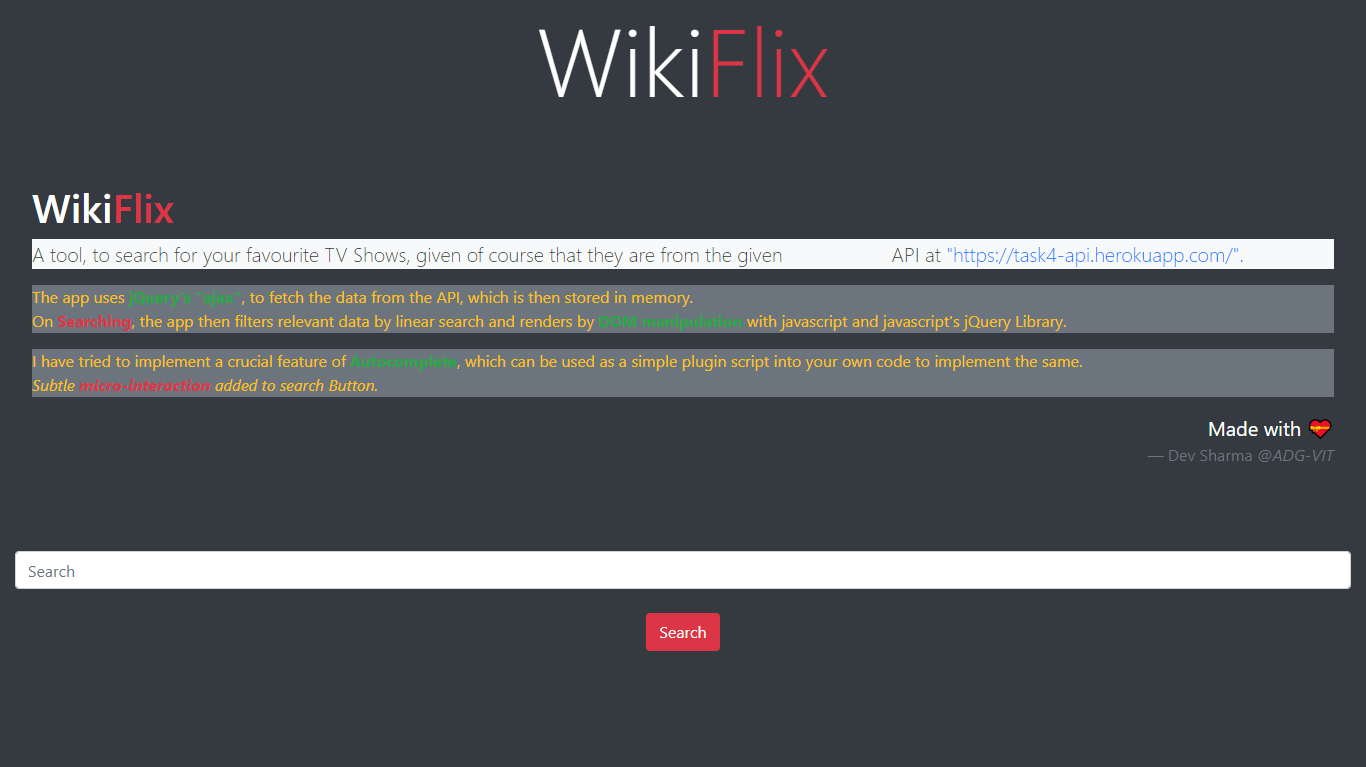 WikiFlix
WikiFlix
A tool, to search for your favourite TV Shows, given of course that they are from the given API at "https://task4-api.herokuapp.com/".
The app uses jQuery's "ajax", to fetch the data from the API, which is then stored in memory.
On Searching, the app then filters relevant data by linear search and renders by DOM manipulation with javascript and javascript's jQuery Library.
I have tried to implement a crucial feature of Autocomplete, which can be used as a simple plugin script into your own code to implement the same.
Subtle micro-interaction added to search Button.
Made with
— Dev Sharma @ADG-VIT
Search
Search